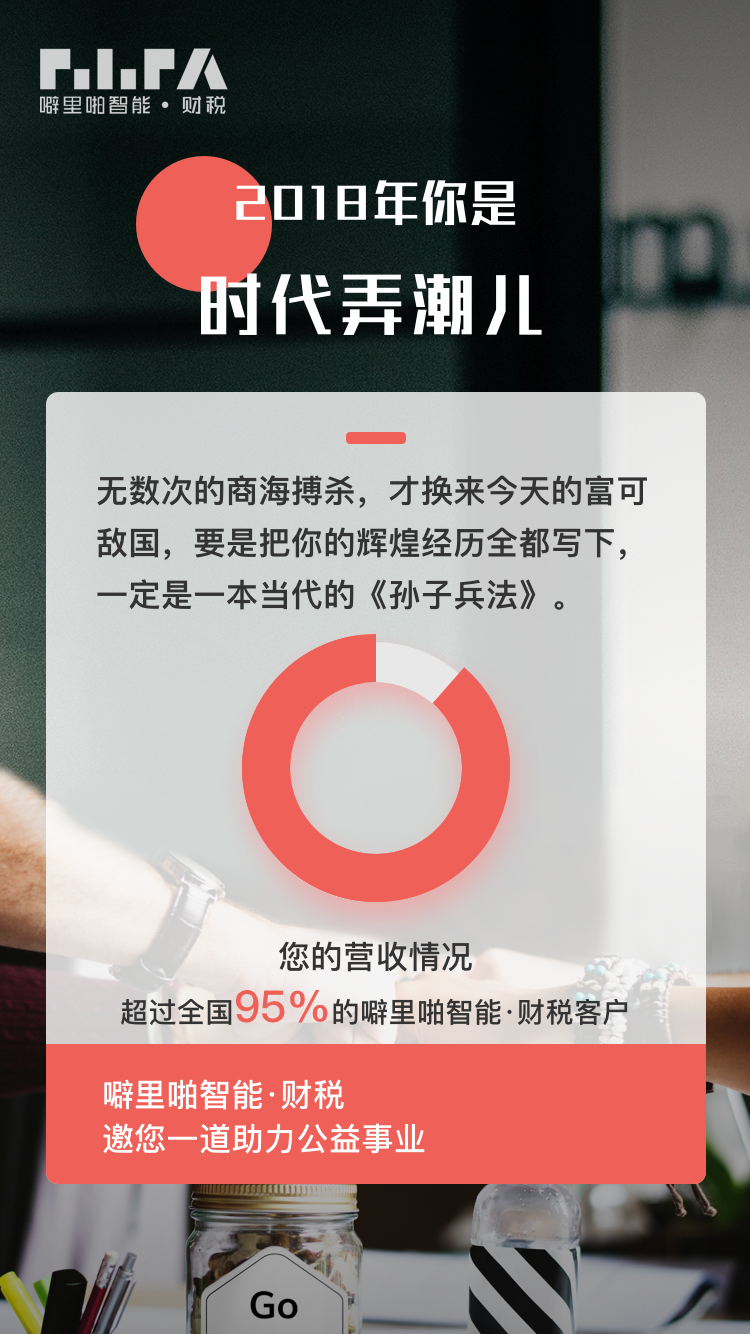 噼里啪智能·财税
2018年你是
时代弄潮儿
无数次的商海搏杀，才换来今天的富可
敌国，要是把你的辉煌经历全都写下，
一定是一本当代的《孙子兵法》。
您的营收情况
超过全国95%的噼里啪智能·财税客户
噼里啪智能·财税
邀您一道助力公益事业
Go